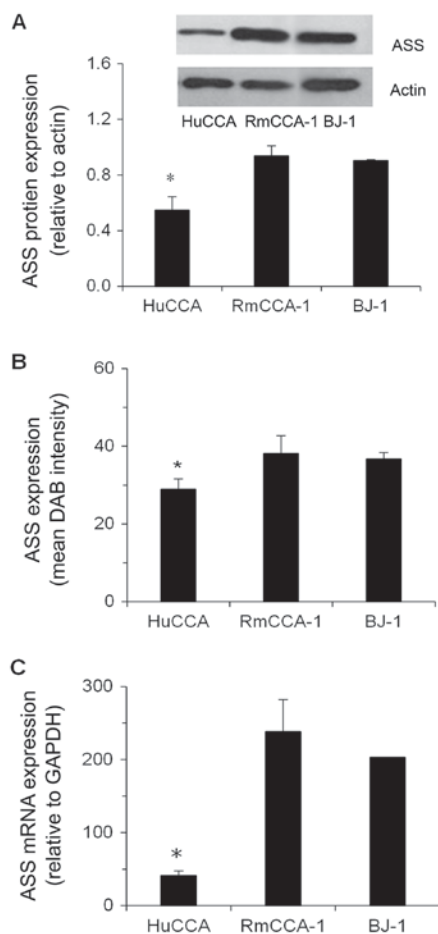 A
ASS
Actin
HuCCA RmCCA-1 BJ-1
ASS protien expression
(relative to actin)
1.6
1.2
0.8
0.4
0.0
*
HuCCA RmCCA-1 BJ-1
B
ASS expression
(mean DAB intensity)
60
40
20
0
*
HuCCA RmCCA-1 BJ-1
C
ASS mRNA expression
(relative to GAPDH)
300
200
100
0
*
HuCCA RmCCA-1 BJ-1